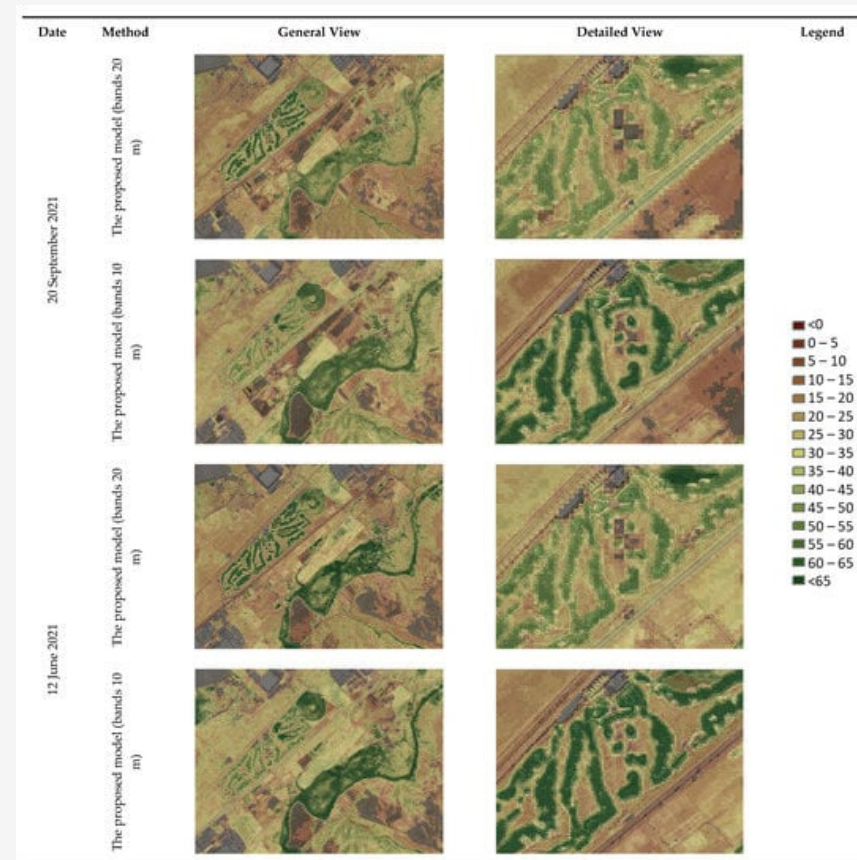 Date Method General View Detailed View Legend
20 September 2021
The proposed model (bands 20
m)
The proposed model (bands 10
m)
12 June 2021
The proposed model (bands 20
m)
The proposed model (bands 10
m)
<0
0 – 5
5 – 10
10 – 15
15 – 20
20 – 25
25 – 30
30 – 35
35 – 40
40 – 45
45 – 50
50 – 55
55 – 60
60 – 65
<65